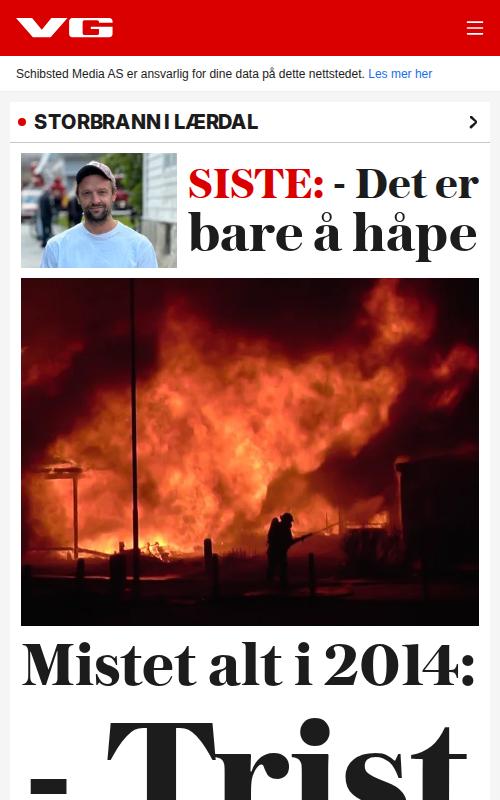 VG
Schibsted Media AS er ansvarlig for dine data på dette nettstedet. Les mer her
STORBRANN I LÆRDAL
SISTE: - Det er
bare å håpe
Mistet alt i 2014:
- Trist